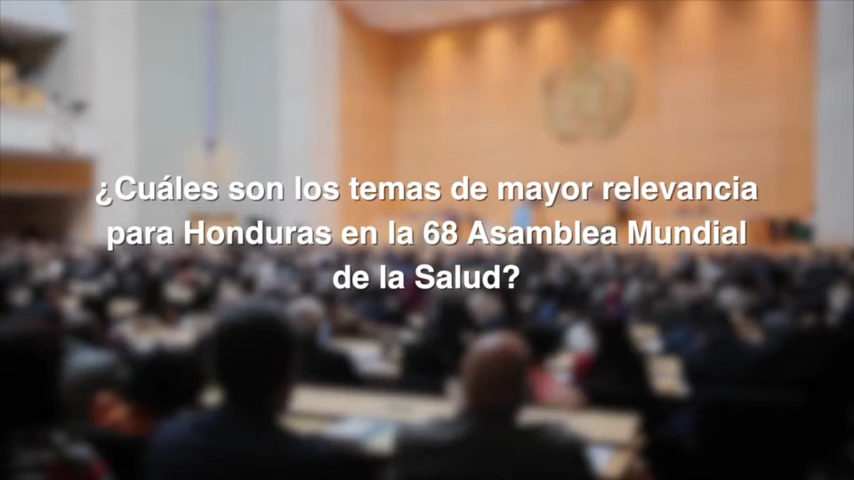 ¿Cuáles son los temas de mayor relevancia
para Honduras en la 68 Asamblea Mundial
de la Salud?